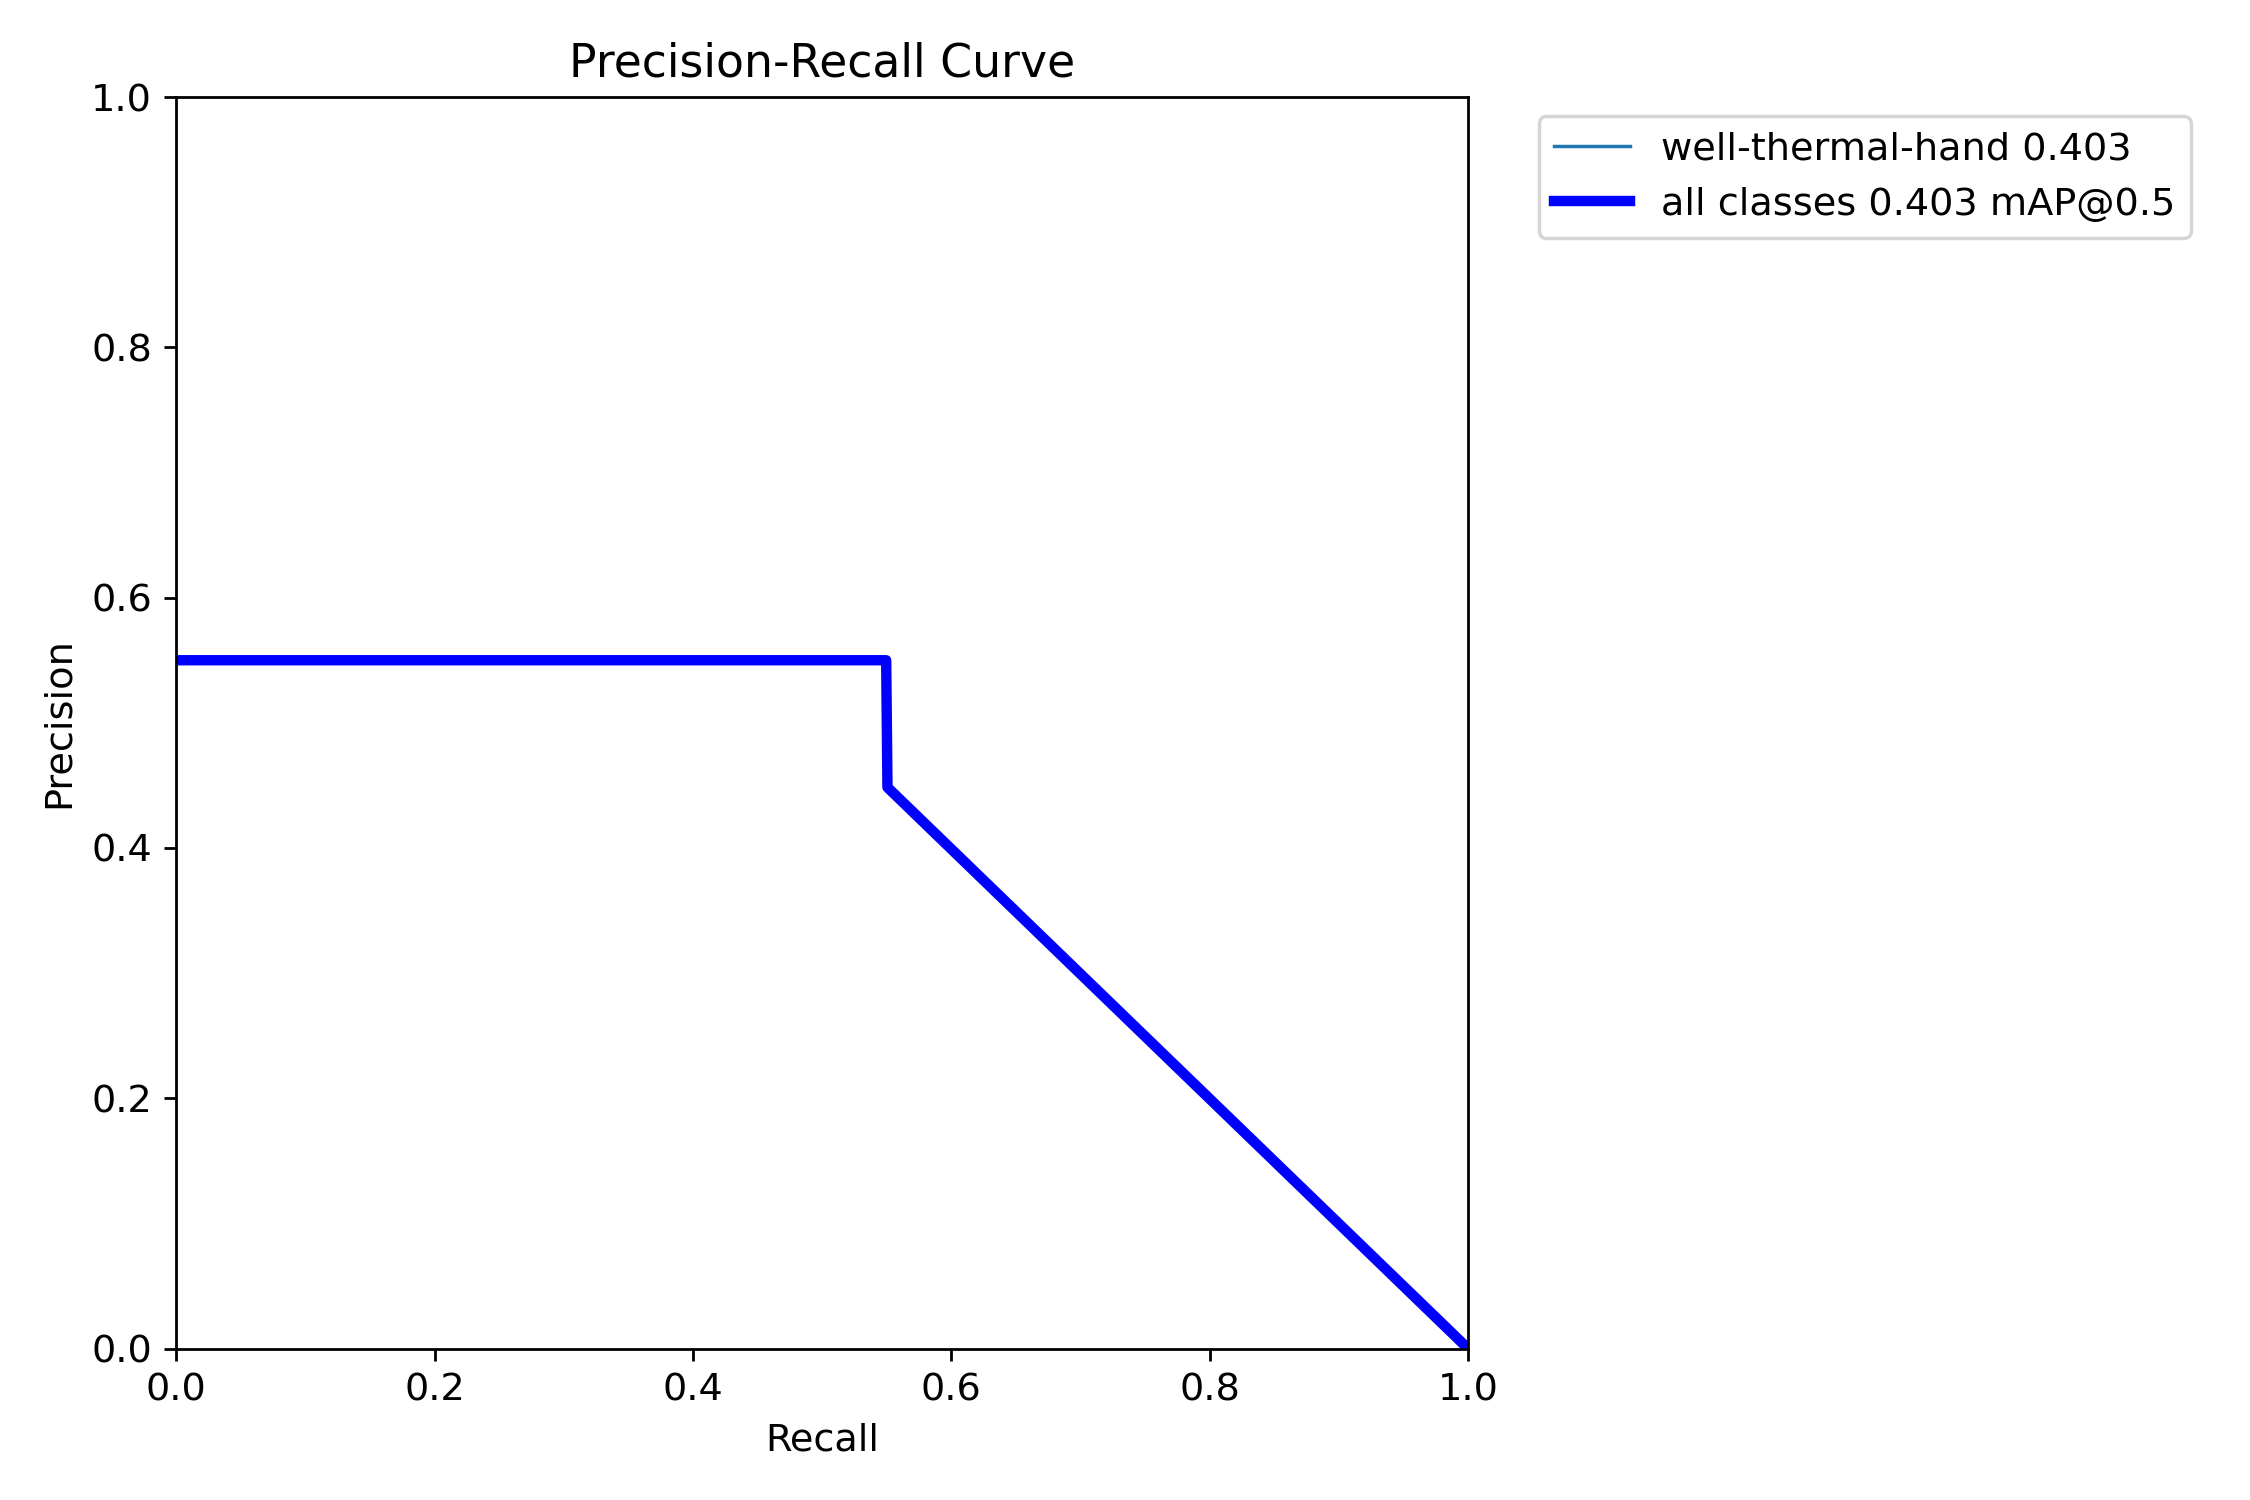 Precision-Recall Curve
1.0
0.8
0.6
0.4
0.2
0.0
Precision
0.0 0.2 0.4 0.6 0.8 1.0
Recall
well-thermal-hand 0.403
all classes 0.403 mAP@0.5